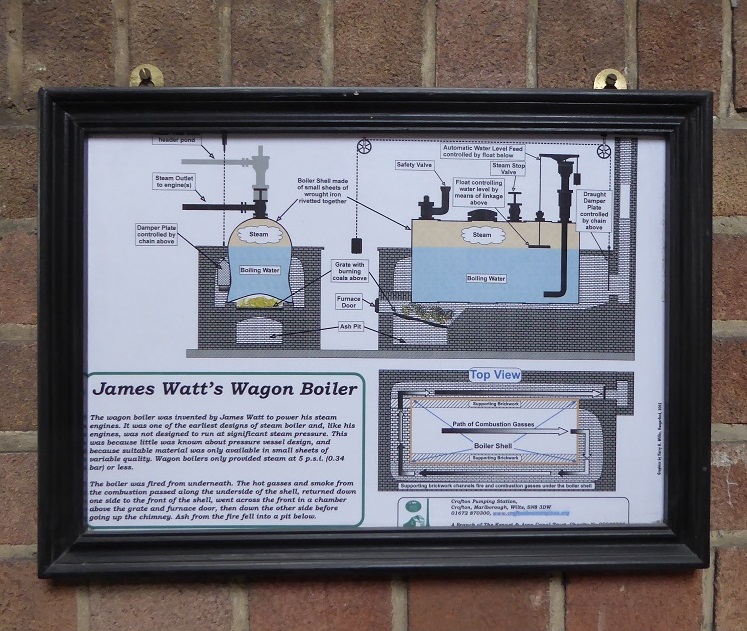 header pond
Steam Outlet
to engine(s)
Damper Plate
controlled by
chain above
Boiler Shell made
of small sheets of
wrought iron
rivetted together
Steam
Boiling Water
Grate with
burning
coals above
Furnace
Door
Ash Pit
Safety Valve
Automatic Water Level Feed
controlled by float below
Steam Stop
Valve
Float controlling
water level by
means of linkage
above
Draught
Damper
Plate
controlled by
chain above
Steam
Boiling Water
James Watt's Wagon Boiler
The wagon boiler was invented by James Watt to power his steam
engines. It was one of the earliest designs of steam boiler and, like his
engines, was not designed to run at significant steam pressure. This
was because little was known about pressure vessel design, and
because suitable material was only available in small sheets of
variable quality. Wagon boilers only provided steam at 5 p.s.i. (0.34
bar) or less.
The boiler was fired from underneath. The hot gasses and smoke from
the combustion passed along the underside of the shell, returned down
one side to the front of the shell, went across the front in a chamber
above the grate and furnace door, then down the other side before
going up the chimney. Ash from the fire fell into a pit below.
Top View
Supporting Brickwork
Path of Combustion Gasses
Boiler Shell
Supporting Brickwork
Supporting brickwork channels fire and combustion gasses under the boiler shell
Crofton Pumping Station,
Crofton, Marlborough, Wilts, SN8 3DW
01672 870300,
A Branch of The Kennet & Avon Canal Trust,